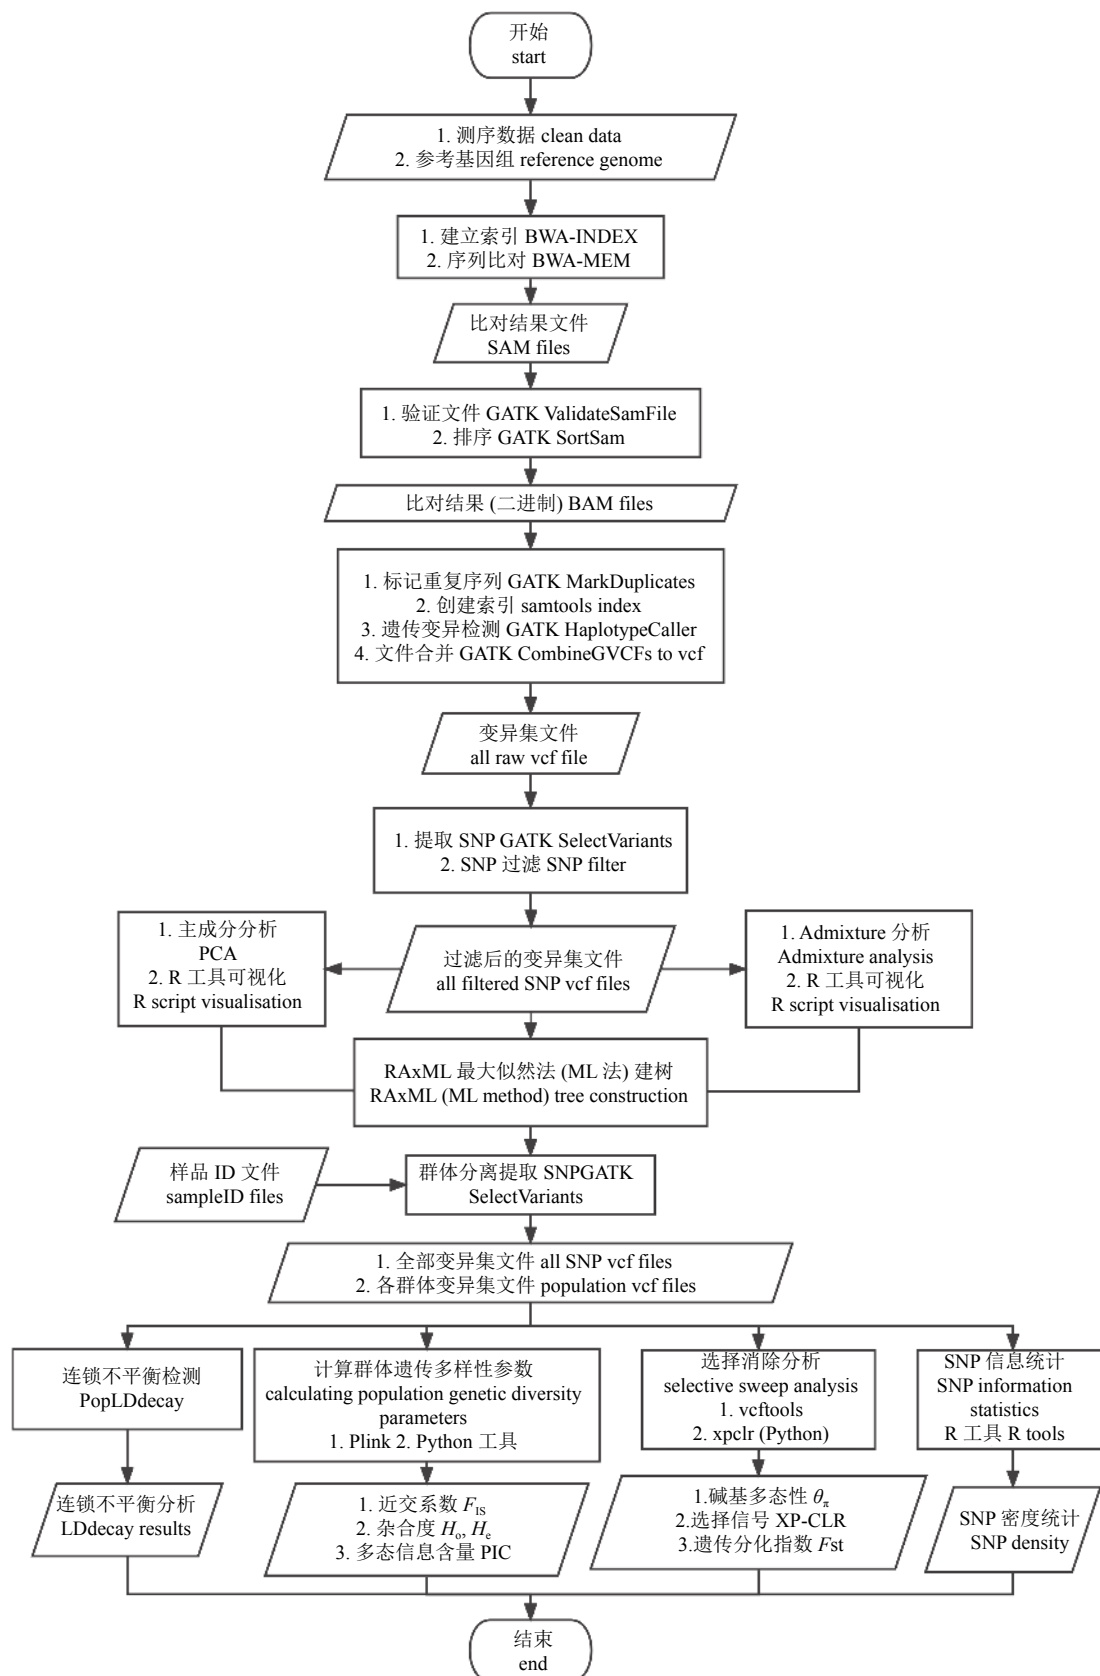 开始
start
1. 测序数据 clean data
2. 参考基因组 reference genome
1. 建立索引 BWA-INDEX
2. 序列比对 BWA-MEM
比对结果文件
SAM files
1. 验证文件 GATK ValidateSamFile
2. 排序 GATK SortSam
比对结果 (二进制) BAM files
1. 标记重复序列 GATK MarkDuplicates
2. 创建索引 samtools index
3. 遗传变异检测 GATK HaplotypeCaller
4. 文件合并 GATK CombineGVCFs to vcf
变异集文件
all raw vcf file
1. 提取 SNP GATK SelectVariants
2. SNP 过滤 SNP filter
1. 主成分分析
PCA
2. R 工具可视化
R script visualisation
过滤后的变异集文件
all filtered SNP vcf files
1. Admixture 分析
Admixture analysis
2. R 工具可视化
R script visualisation
RAxML 最大似然法 (ML 法) 建树
RAxML (ML method) tree construction
样品 ID 文件
sampleID files
群体分离提取 SNPGATK
SelectVariants
1. 全部变异集文件 all SNP vcf files
2. 各群体变异集文件 population vcf files
连锁不平衡检测
PopLDdecay
计算群体遗传多样性参数
calculating population genetic diversity
parameters
1. Plink 2. Python 工具
选择消除分析
selective sweep analysis
1. vcftools
2. xpclr (Python)
SNP 信息统计
SNP information
statistics
R 工具 R tools
连锁不平衡分析
LDdecay results
1. 近交系数 F_IS
2. 杂合度 H_o, H_e
3. 多态信息含量 PIC
1.碱基多态性 θ_π
2.选择信号 XP-CLR
3.遗传分化指数 Fst
SNP 密度统计
SNP density
结束
end